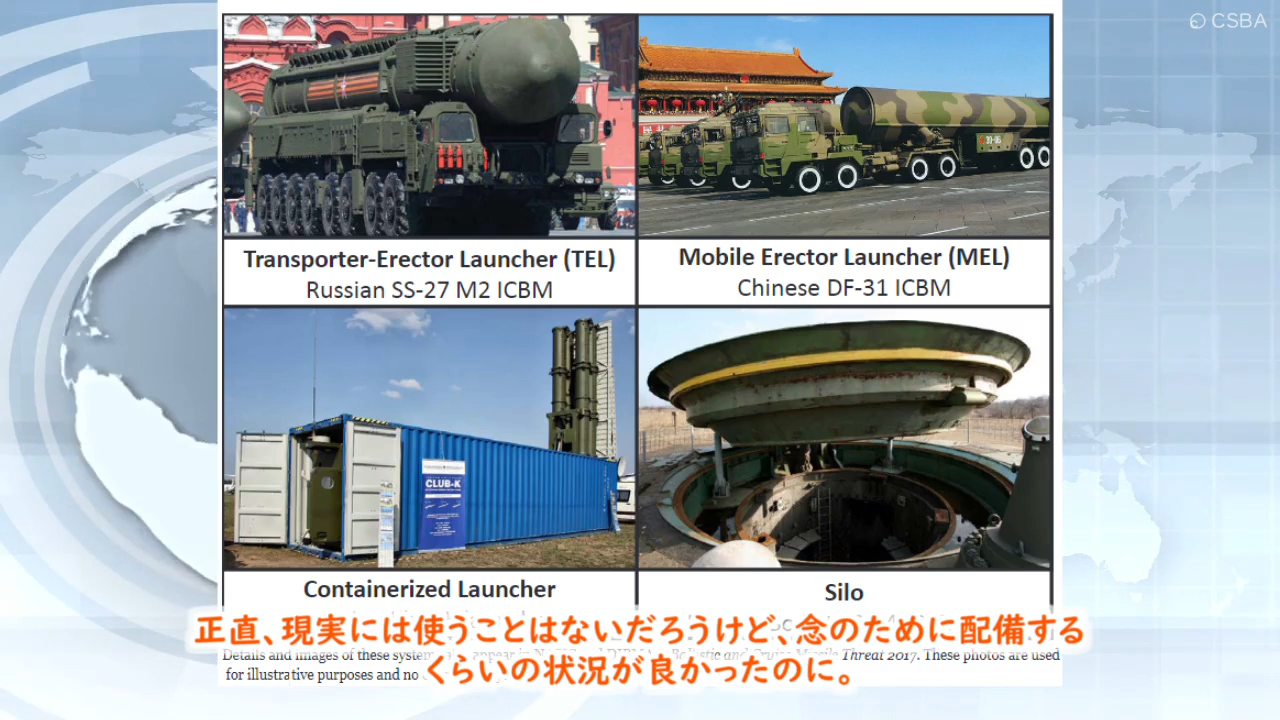 CSBA
Transporter-Erector Launcher (TEL)
Russian SS-27 M2 ICBM
Mobile Erector Launcher (MEL)
Chinese DF-31 ICBM
CLUB-K
Containerized Launcher
Silo
正直、現実には使うことはないだろうけど、念のために配備する
くらいの状況が良かったのに。
Details and images of these system appear in Ballistic and Cruise Missile Threat 2017. These photos are used
for illustrative purposes and no